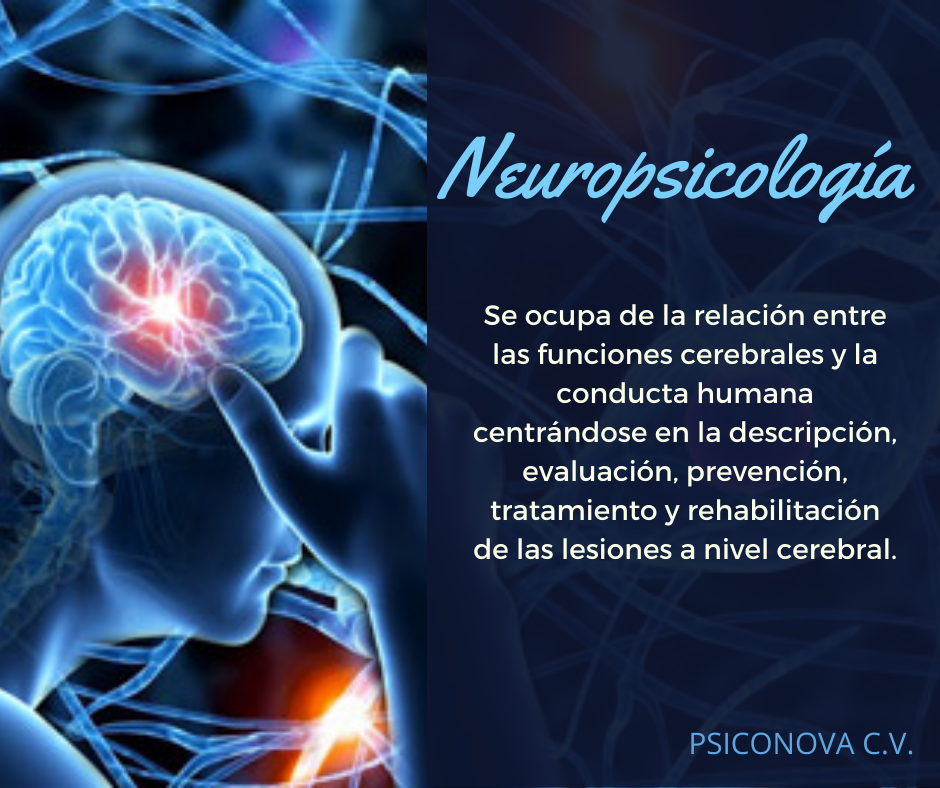 Neuropsicología
Se ocupa de la relación entre
las funciones cerebrales y la
conducta humana
centrándose en la descripción,
evaluación, prevención,
tratamiento y rehabilitación
de las lesiones a nivel cerebral.
PSICONOVA C.V.